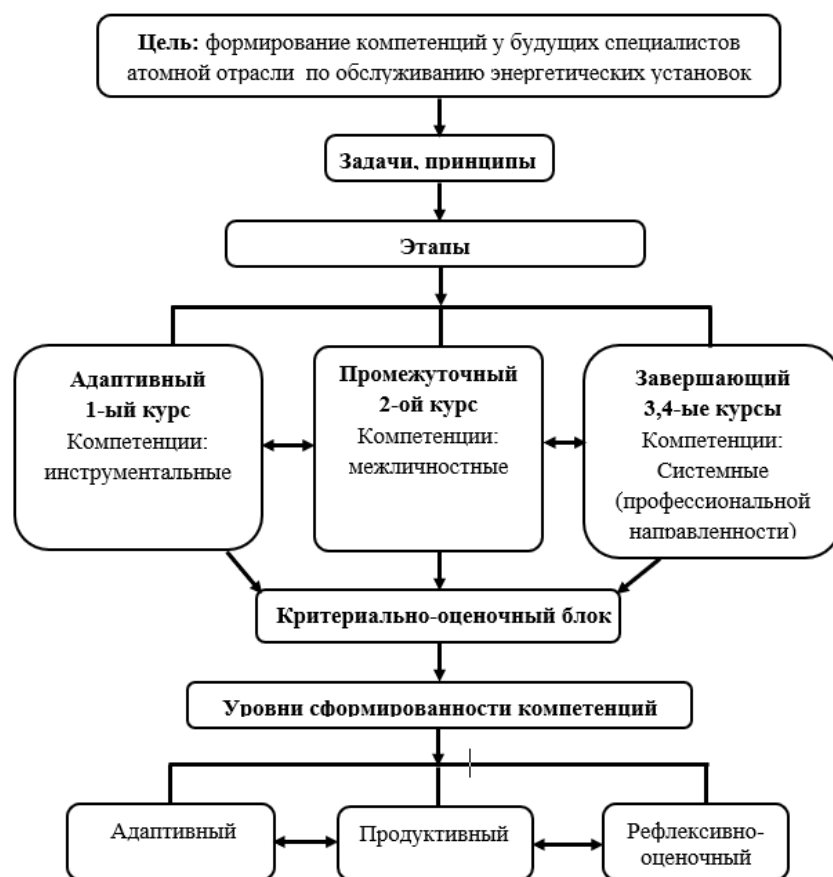 Цель: формирование компетенций у будущих специалистов
атомной отрасли по обслуживанию энергетических установок
Задачи, принципы
Этапы
Адаптивный
1-ый курс
Компетенции:
инструментальные
Промежуточный
2-ой курс
Компетенции:
межличностные
Завершающий
3,4-ые курсы
Компетенции:
Системные
(профессиональной
направленности)
Критериально-оценочный блок
Уровни сформированности компетенций
Адаптивный
Продуктивный
Рефлексивно-
оценочный